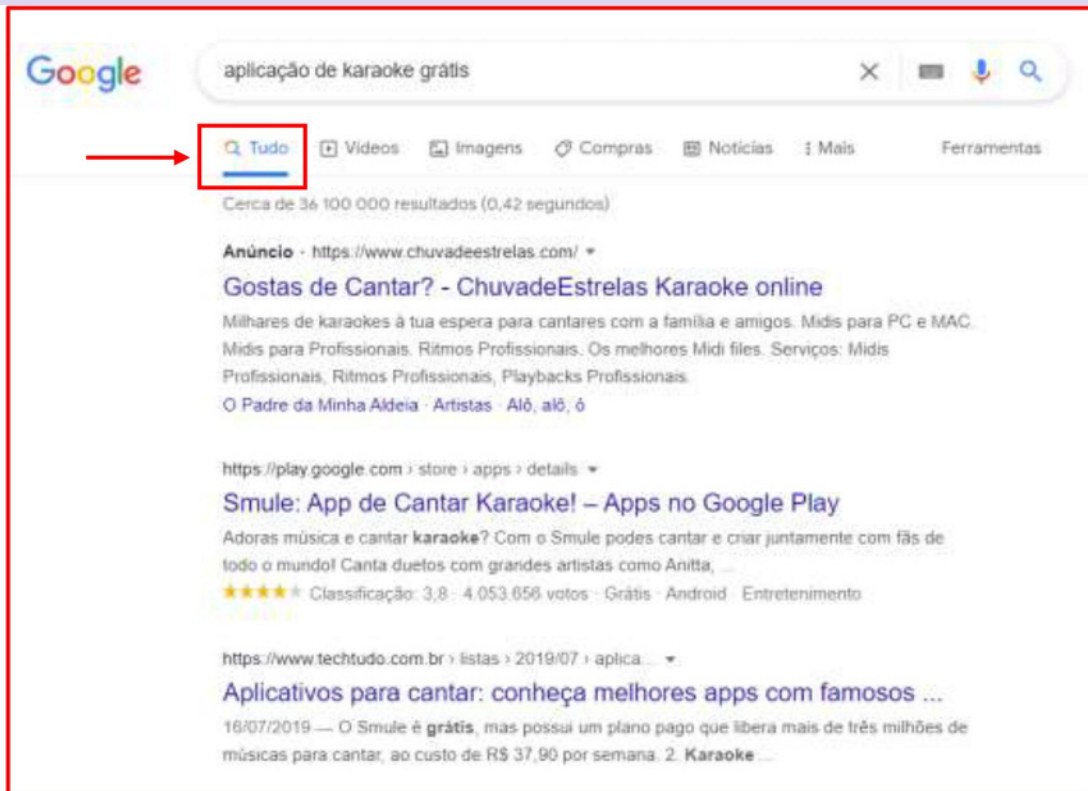 Google
aplicação de karaoke grátis
Tudo Vídeos Imagens Compras Notícias Mais Ferramentas
Cerca de 36 100 000 resultados (0,42 segundos)
Anúncio · https://www.chuvadeestrelas.com/
Gostas de Cantar? - ChuvadeEstrelas Karaoke online
Milhares de karaokes à tua espera para cantares com a família e amigos. Midis para PC e MAC.
Midis para Profissionais. Ritmos Profissionais. Os melhores Midi files. Serviços: Midis
Profissionais, Ritmos Profissionais, Playbacks Profissionais.
O Padre da Minha Aldeia · Artistas · Alô, alô, ô
https://play.google.com › store › apps › details
Smule: App de Cantar Karaoke! – Apps no Google Play
Adoras música e cantar karaoke? Com o Smule podes cantar e criar juntamente com fãs de
todo o mundo! Canta duetos com grandes artistas como Anitta, ...
Classificação: 3,8 · 4.053.656 votos · Grátis · Android · Entretenimento
https://www.techtudo.com.br › listas › 2019/07 › aplica...
Aplicativos para cantar: conheça melhores apps com famosos ...
16/07/2019 — O Smule é grátis, mas possui um plano pago que libera mais de três milhões de
músicas para cantar, ao custo de R$ 37,90 por semana. 2. Karaoke ...